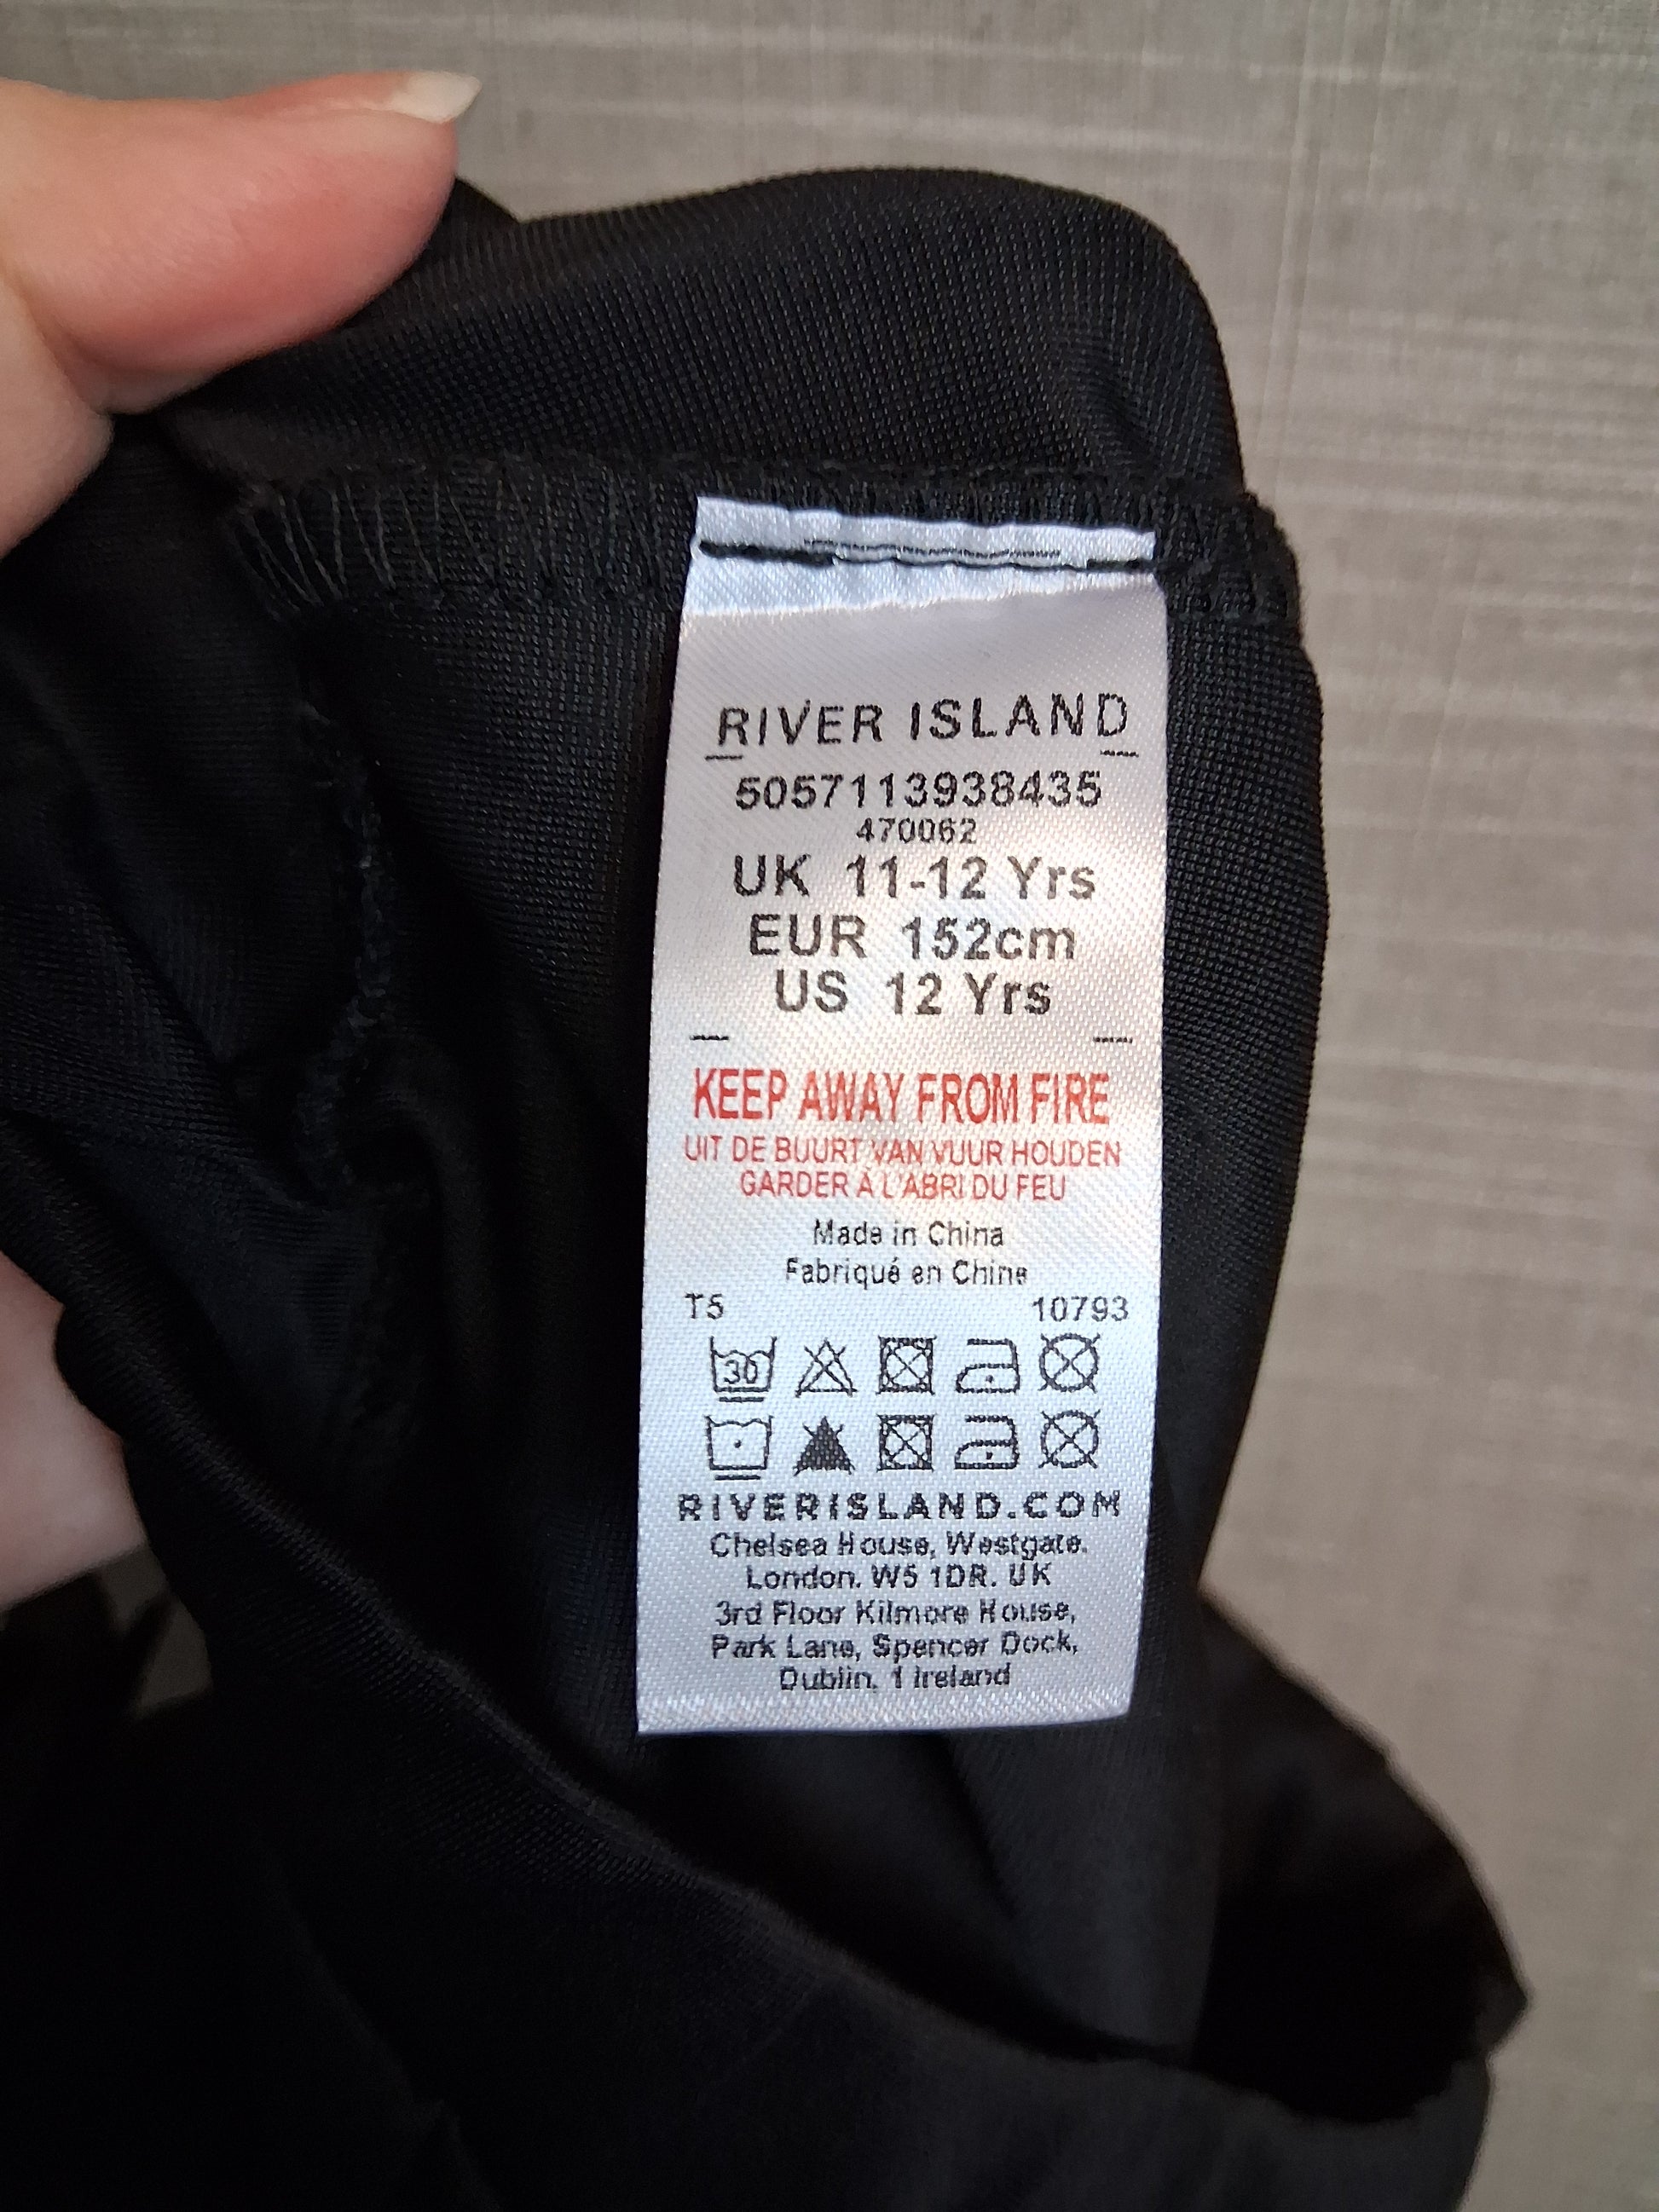 RIVER ISLAND
5057113938435
470062
UK 11-12 Yrs
EUR 152cm
US 12 Yrs
KEEP AWAY FROM FIRE
UIT DE BUURT VAN VUUR HOUDEN
GARDER À L'ABRI DU FEU
Made in China
Fabriqué en Chine
T5 10793
30
RIVERISLAND.COM
Chelsea House, Westgate.
London. W5 1DR. UK
3rd Floor Kilmore House,
Park Lane, Spencer Dock,
Dublin, 1 Ireland